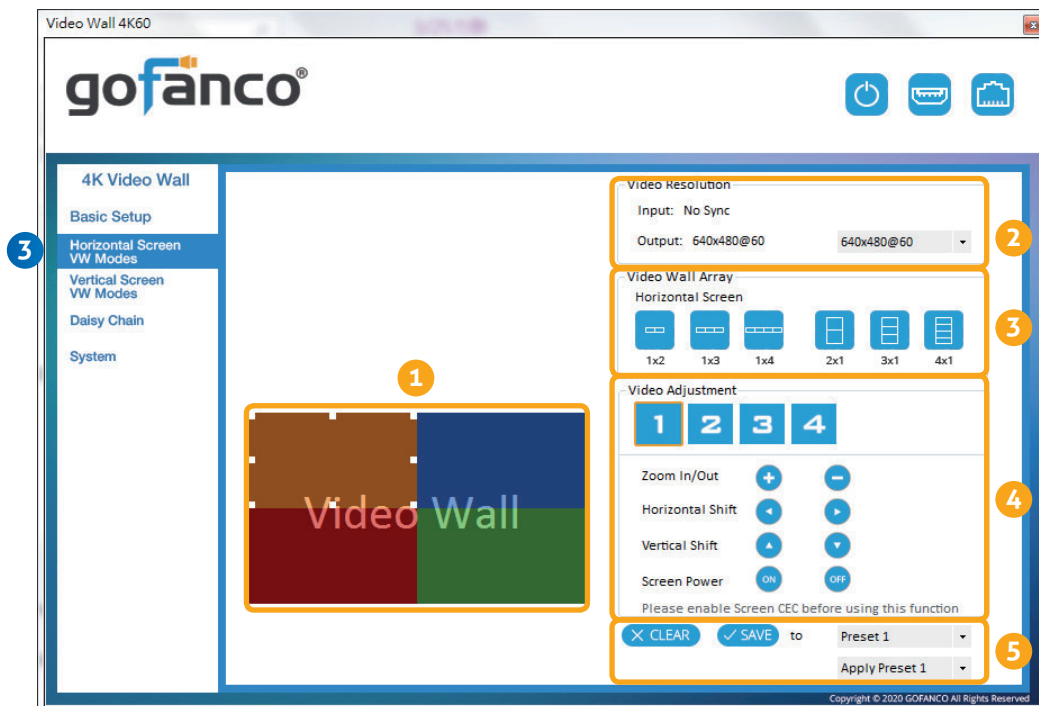 Video Wall 4K60
gofanco®
4K Video Wall
Basic Setup
3
Horizontal Screen
VW Modes
Vertical Screen
VW Modes
Daisy Chain
System
1
Video Wall
Video Resolution
Input: No Sync
Output: 640x480@60 640x480@60
2
Video Wall Array
Horizontal Screen
1x2 1x3 1x4 2x1 3x1 4x1
3
Video Adjustment
1 2 3 4
Zoom In/Out
Horizontal Shift
Vertical Shift
Screen Power ON OFF
Please enable Screen CEC before using this function
4
CLEAR SAVE to Preset 1
Apply Preset 1
5
Copyright © 2020 GOFANCO All Rights Reserved